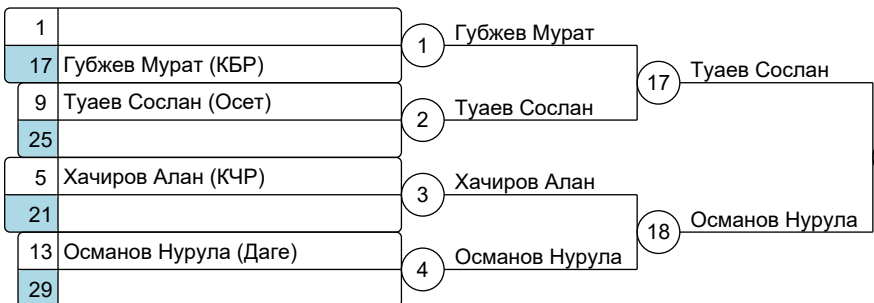 1
17 Губжев Мурат (КБР)
1 Губжев Мурат
9 Туаев Сослан (Осет)
25
2 Туаев Сослан
17 Туаев Сослан
5 Хачиров Алан (КЧР)
21
3 Хачиров Алан
13 Османов Нурула (Даге)
29
4 Османов Нурула
18 Османов Нурула